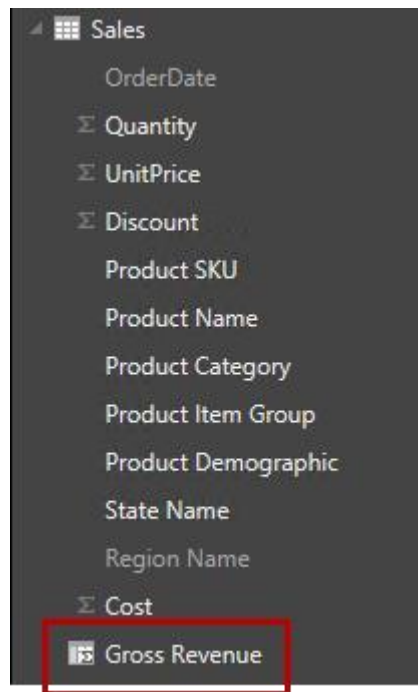 Sales
OrderDate
Σ Quantity
Σ UnitPrice
Σ Discount
Product SKU
Product Name
Product Category
Product Item Group
Product Demographic
State Name
Region Name
Σ Cost
Gross Revenue